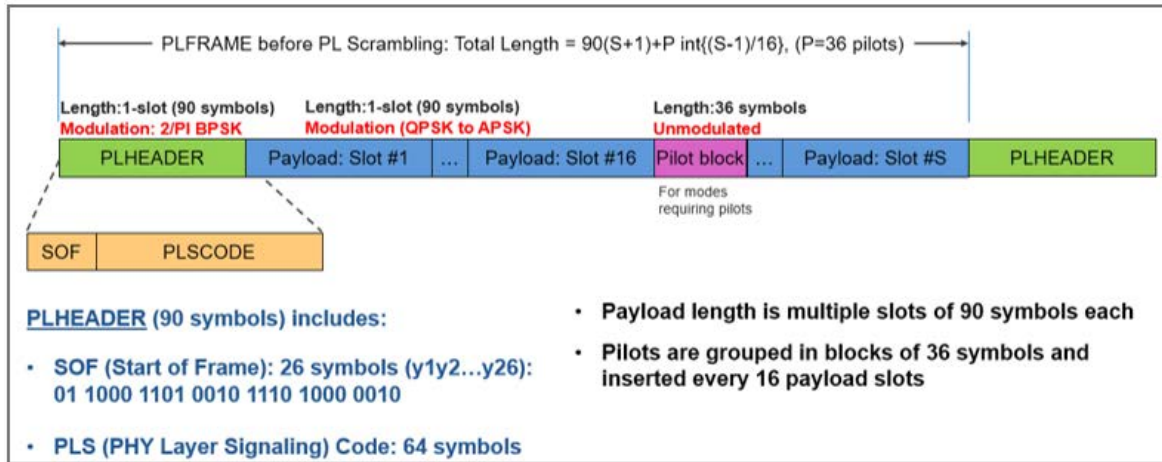 PLFRAME before PL Scrambling: Total Length = 90(S+1)+P int{(S-1)/16}, (P=36 pilots)
Length:1-slot (90 symbols)
Modulation: 2/PI BPSK
Length:1-slot (90 symbols)
Modulation (QPSK to APSK)
Length:36 symbols
Unmodulated
PLHEADER
Payload: Slot #1
...
Payload: Slot #16
Pilot block
...
Payload: Slot #S
PLHEADER
For modes
requiring pilots
SOF
PLSCODE
PLHEADER (90 symbols) includes:
• SOF (Start of Frame): 26 symbols (y1y2...y26):
01 1000 1101 0010 1110 1000 0010
• PLS (PHY Layer Signaling) Code: 64 symbols
• Payload length is multiple slots of 90 symbols each
• Pilots are grouped in blocks of 36 symbols and
inserted every 16 payload slots